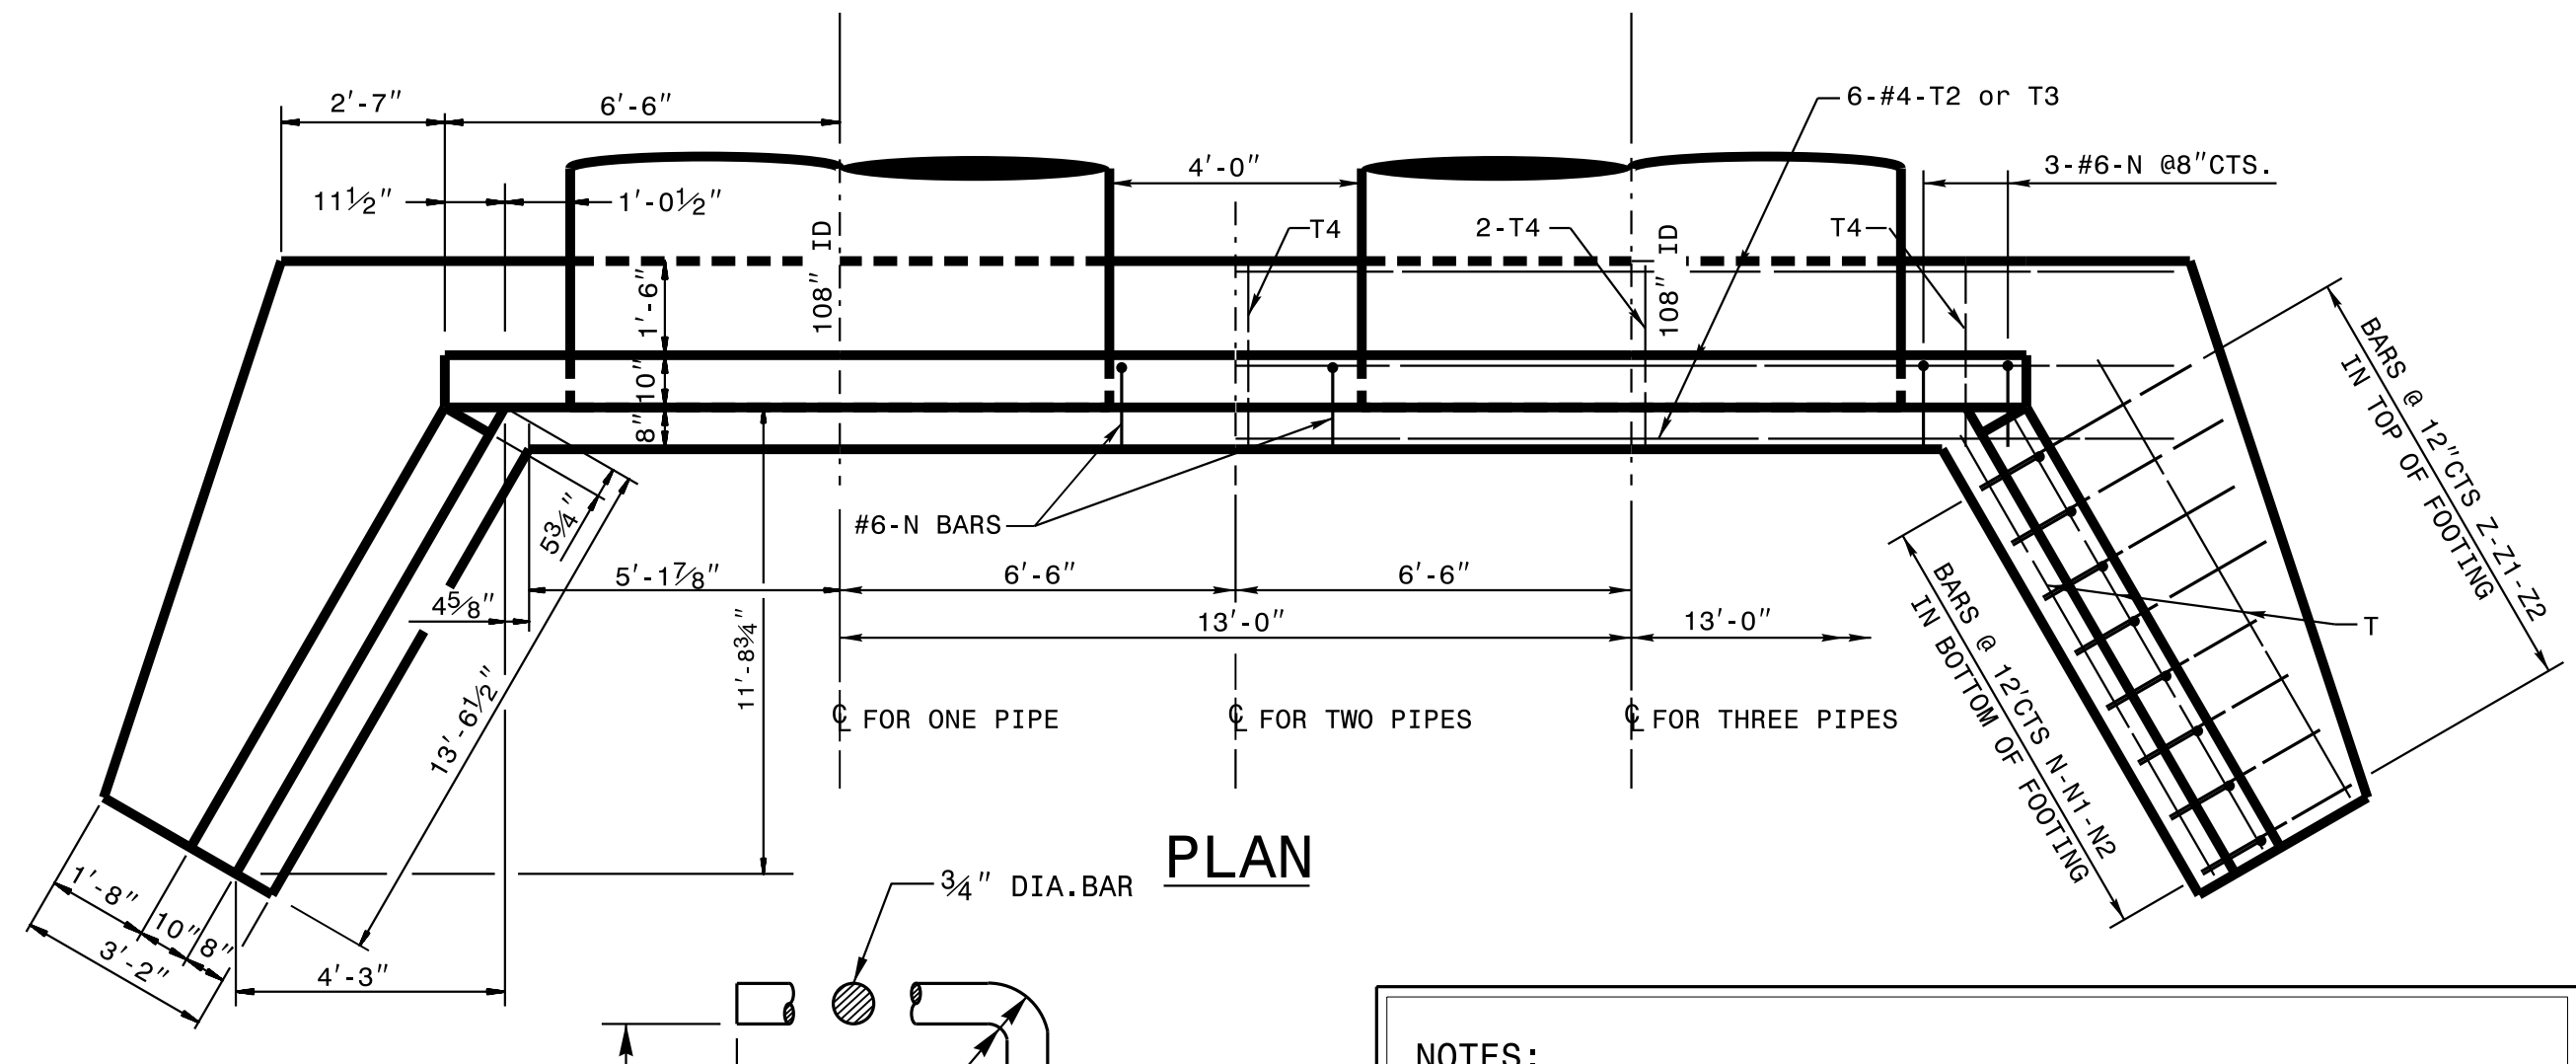 2'-7"
6'-6"
6-#4-T2 or T3
4'-0"
3-#6-N @8"CTS.
11½"
1'-0½"
108" ID
T4
2-T4
108" ID
T4
1'-6"
10"
8"
BARS @ 12"CTS Z-Z1-Z2
IN TOP OF FOOTING
5¾"
#6-N BARS
5'-1⅞"
6'-6"
6'-6"
4⅝"
13'-0"
13'-0"
T
11'-8¾"
BARS @ 12'CTS N-N1-N2
IN BOTTOM OF FOOTING
13'-6½"
℄ FOR ONE PIPE
℄ FOR TWO PIPES
℄ FOR THREE PIPES
PLAN
1'-8"
10"
8"
3'-2"
4'-3"
¾" DIA.BAR
NOTES: